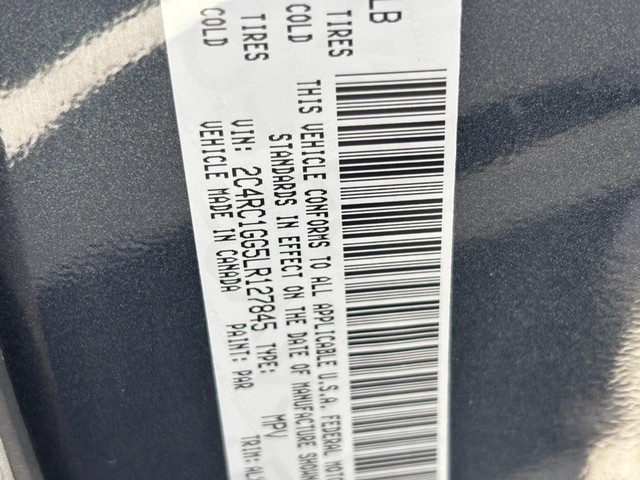 LB
TIRES COLD
TIRES COLD
THIS VEHICLE CONFORMS TO ALL APPLICABLE U.S.A. FEDERAL
STANDARDS IN EFFECT ON THE DATE OF MANUFACTURE SHOWN
VIN: 2C4RC1GG5LR127845 TYPE: MPV
VEHICLE MADE IN CANADA PAINT: PAR TRIM: